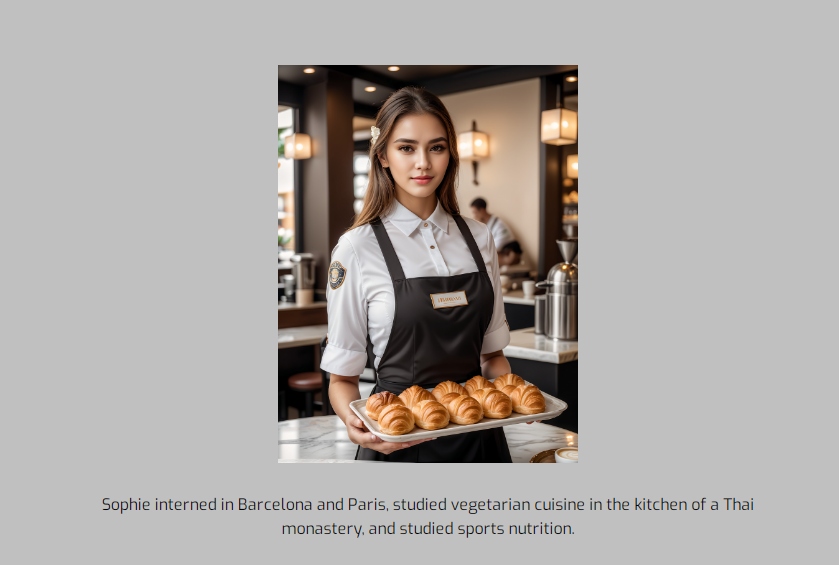 Sophie interned in Barcelona and Paris, studied vegetarian cuisine in the kitchen of a Thai
monastery, and studied sports nutrition.